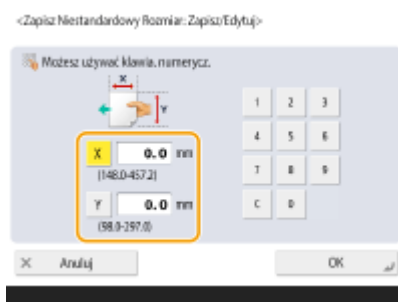 <Zapisz Niestandardowy Rozmiar: Zapisz/Edytuj>
Możesz używać klawia. numerycz.
X
Y
1 2 3
4 5 6
7 8 9
C 0
X 0.0 mm
(148.0-457.2)
Y 0.0 mm
(98.0-297.0)
× Anuluj
OK